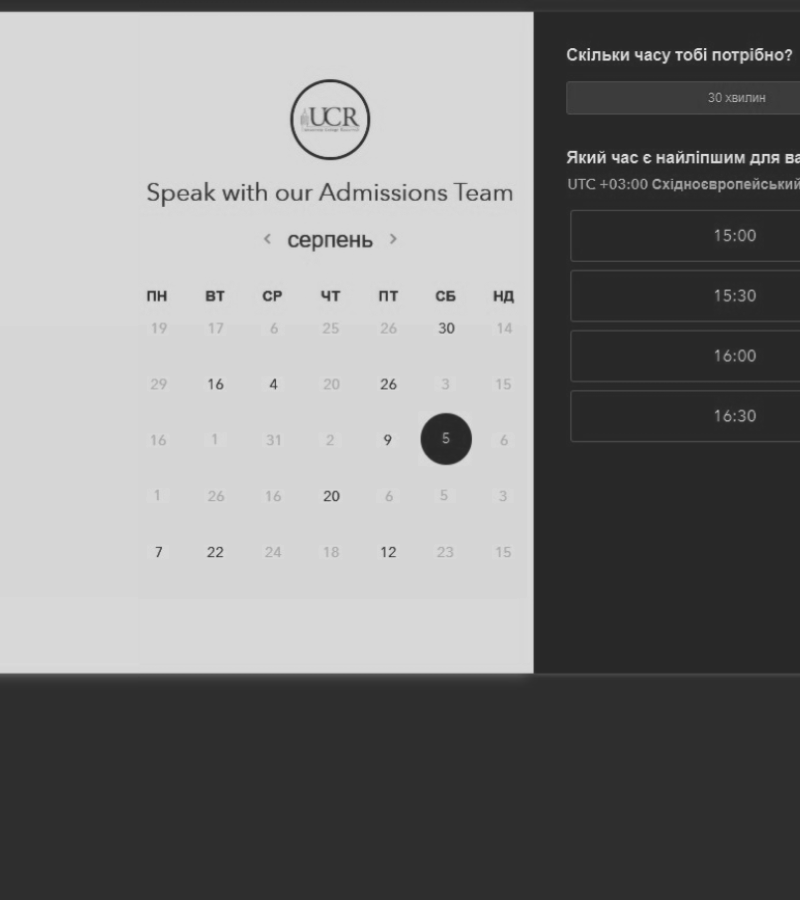 UCR
Speak with our Admissions Team
< серпень >
ПН ВТ СР ЧТ ПТ СБ НД
19 17 6 25 26 30 14
29 16 4 20 26 3 15
16 1 31 2 9 5 6
1 26 16 20 6 5 3
7 22 24 18 12 23 15
Скільки часу тобі потрібно?
30 хвилин
Який час є найліпшим для ва
UTC +03:00 Східноєвропейський
15:00
15:30
16:00
16:30